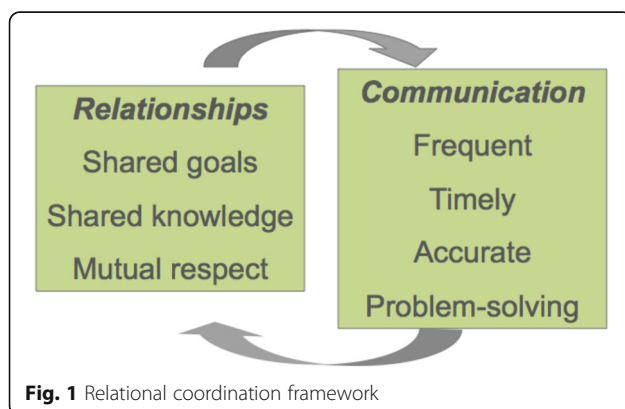 Relationships
Shared goals
Shared knowledge
Mutual respect
Communication
Frequent
Timely
Accurate
Problem-solving
Fig. 1 Relational coordination framework